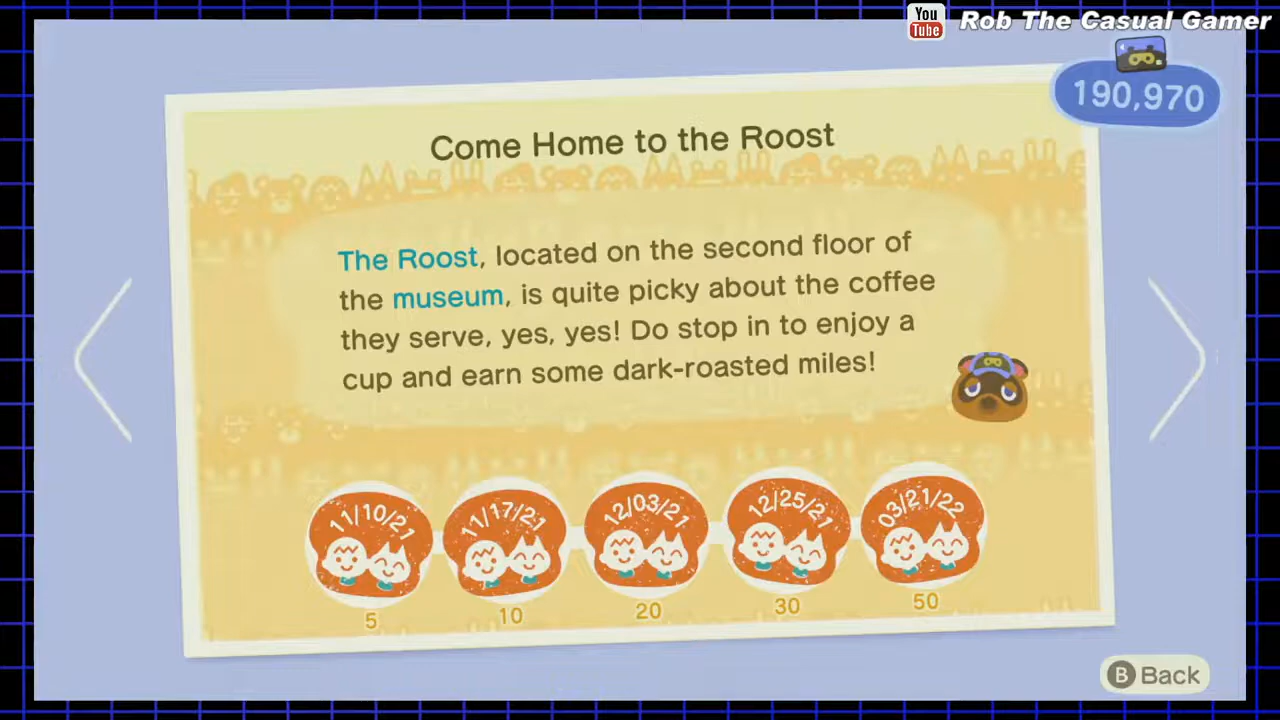 You
Tube
Rob The Casual Gamer
190,970
Come Home to the Roost
The Roost, located on the second floor of
the museum, is quite picky about the coffee
they serve, yes, yes! Do stop in to enjoy a
cup and earn some dark-roasted miles!
11/10/21
11/17/21
12/03/21
12/25/21
03/21/22
5
10
20
30
50
B Back